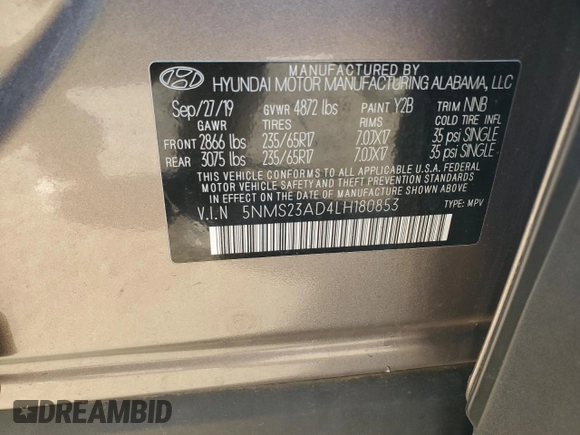 MANUFACTURED BY
HYUNDAI MOTOR MANUFACTURING ALABAMA, LLC
Sep/27/19 GVWR 4872 lbs PAINT Y2B TRIM NNB
GAWR TIRES RIMS COLD TIRE INFL
FRONT 2866 lbs 235/65R17 7.0JX17 35 psi SINGLE
REAR 3075 lbs 235/65R17 7.0JX17 35 psi SINGLE
THIS VEHICLE CONFORMS TO ALL APPLICABLE U.S.A. FEDERAL
MOTOR VEHICLE SAFETY AND THEFT PREVENTION STANDARDS IN
EFFECT ON THE DATE OF MANUFACTURE SHOWN ABOVE.
V.I.N 5NMS23AD4LH180853 TYPE: MPV
DREAMBID